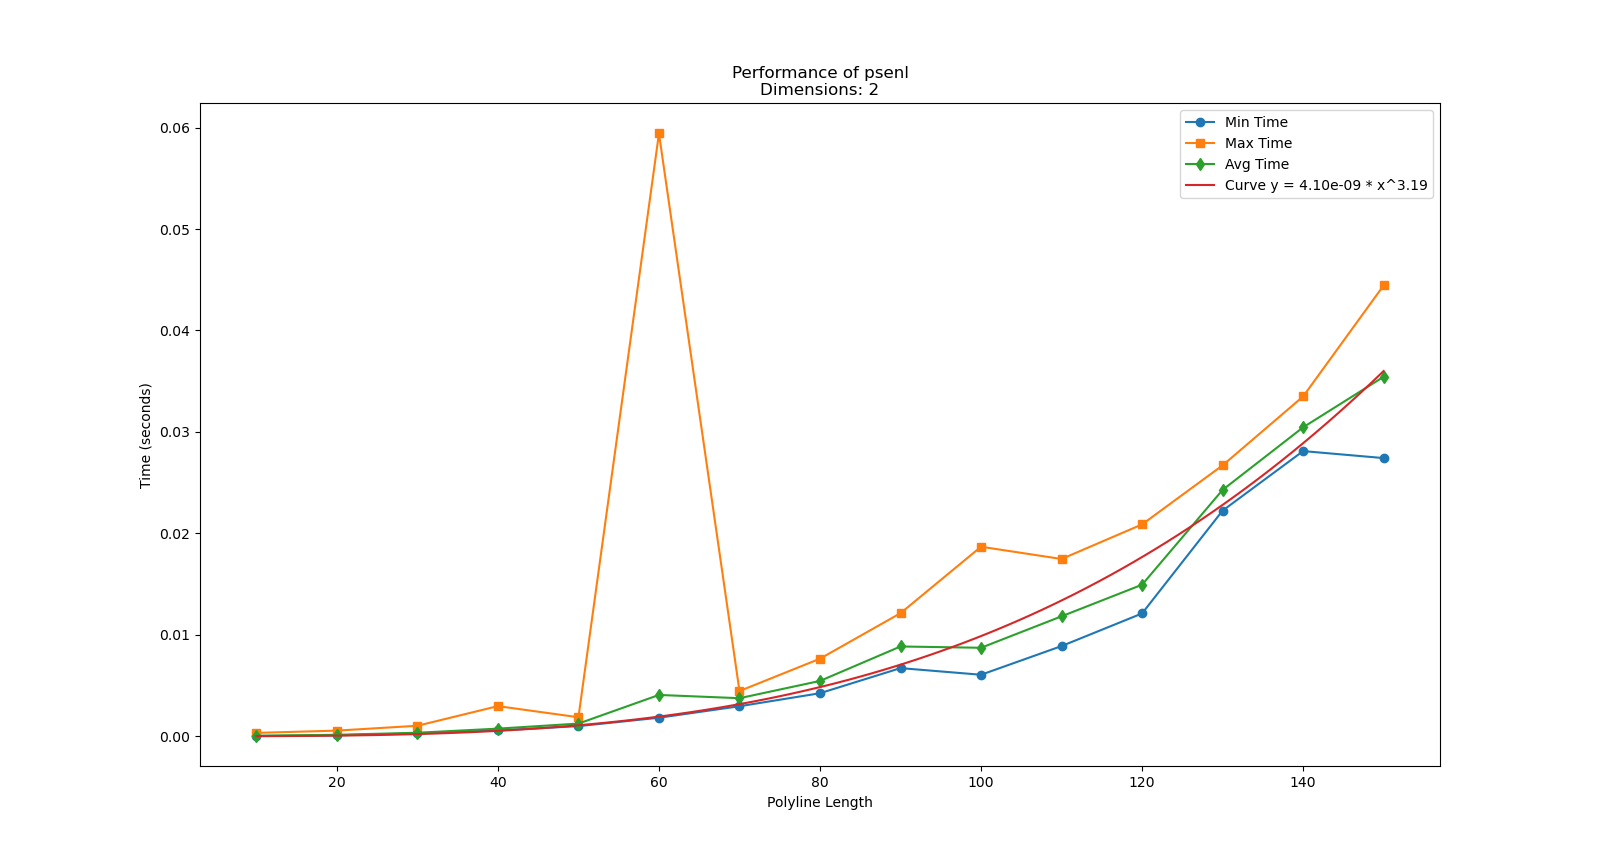 Performance of psenl
Dimensions: 2
Min Time
Max Time
Avg Time
Curve y = 4.10e-09 * x^3.19
0.06
0.05
0.04
0.03
0.02
0.01
0.00
Time (seconds)
20 40 60 80 100 120 140
Polyline Length